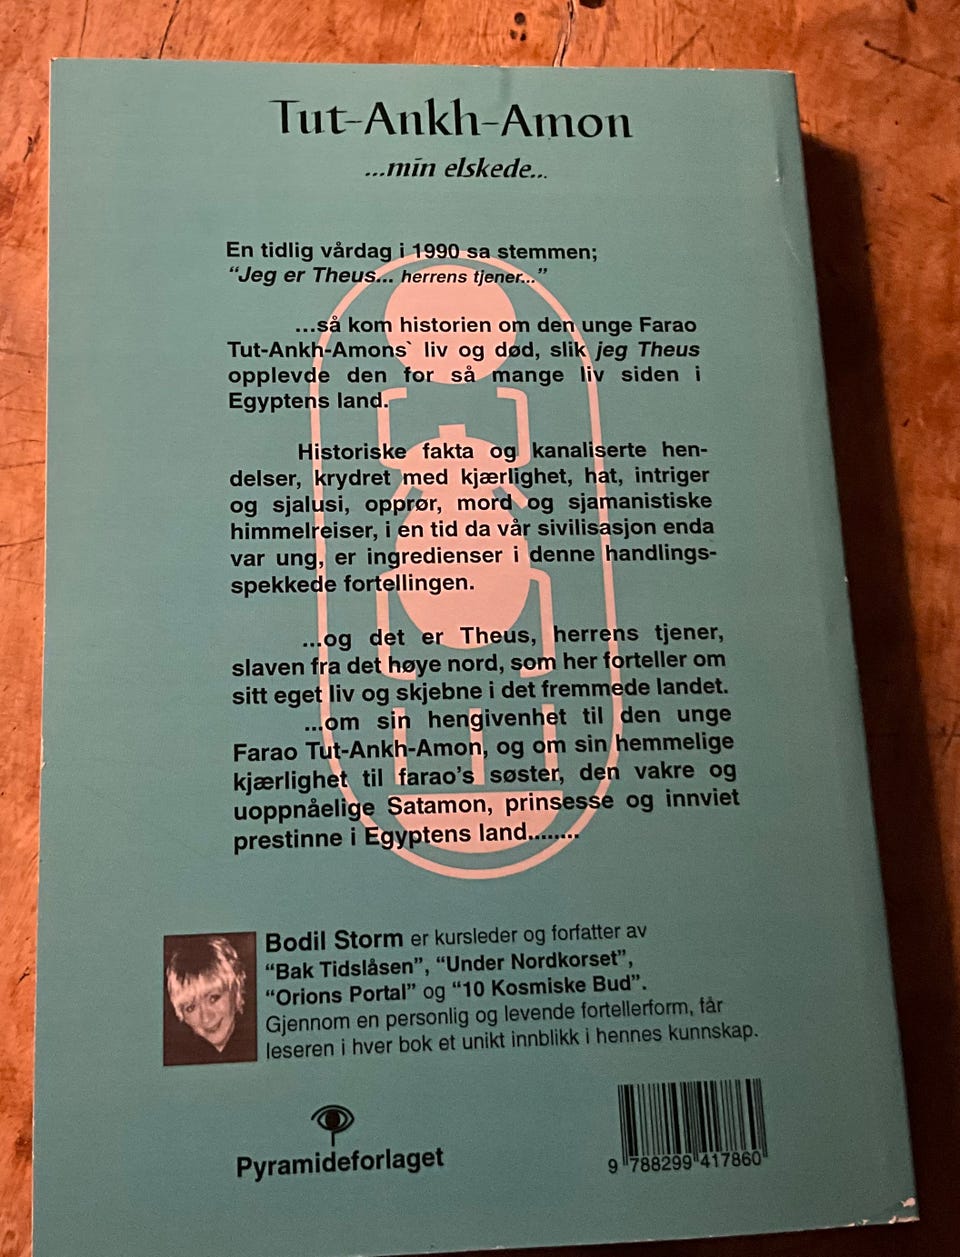 Tut-Ankh-Amon
...min elskede...
En tidlig vårdag i 1990 sa stemmen;
“Jeg er Theus... herrens tjener...”
...så kom historien om den unge Farao
Tut-Ankh-Amons` liv og død, slik jeg Theus
opplevde den for så mange liv siden i
Egyptens land.
Historiske fakta og kanaliserte hen-
delser, krydret med kjærlighet, hat, intriger
og sjalusi, opprør, mord og sjamanistiske
himmelreiser, i en tid da vår sivilisasjon enda
var ung, er ingredienser i denne handlings-
spekkede fortellingen.
...og det er Theus, herrens tjener,
slaven fra det høye nord, som her forteller om
sitt eget liv og skjebne i det fremmede landet.
...om sin hengivenhet til den unge
Farao Tut-Ankh-Amon, og om sin hemmelige
kjærlighet til farao’s søster, den vakre og
uoppnåelige Satamon, prinsesse og innviet
prestinne i Egyptens land........
Bodil Storm er kursleder og forfatter av
“Bak Tidslåsen”, “Under Nordkorset”,
“Orions Portal” og “10 Kosmiske Bud”.
Gjennom en personlig og levende fortellerform, får
leseren i hver bok et unikt innblikk i hennes kunnskap.
Pyramideforlaget
9 788299 417860